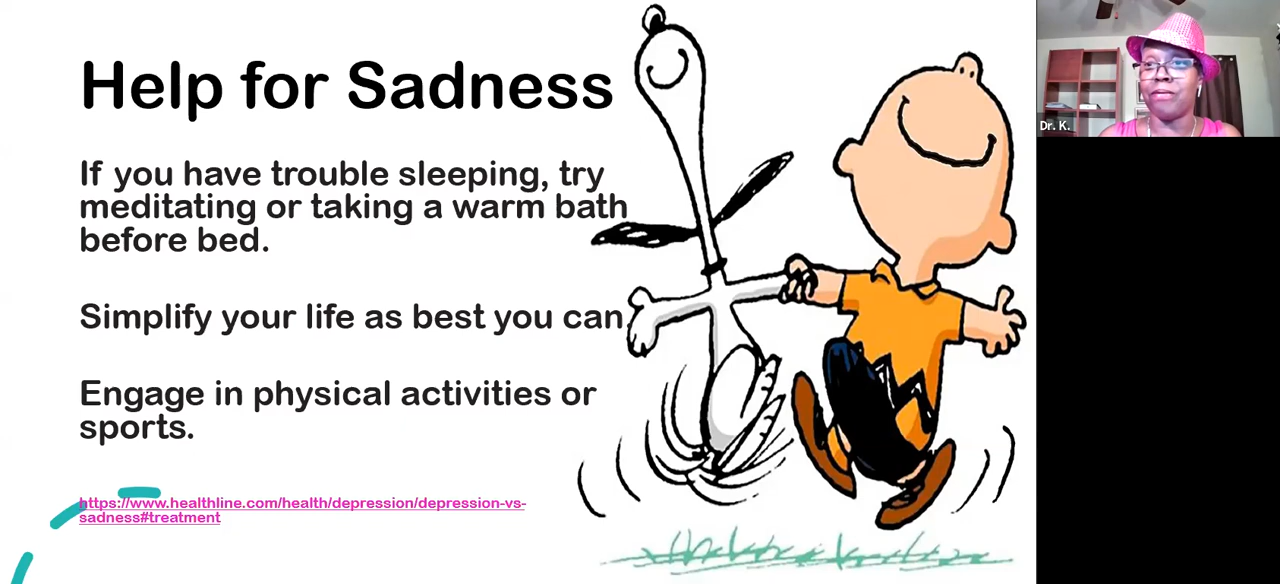 Help for Sadness
If you have trouble sleeping, try
meditating or taking a warm bath
before bed.
Simplify your life as best you can
Engage in physical activities or
sports.
https://www.healthline.com/health/depression/depression-vs-
sadness#treatment
Dr. K.